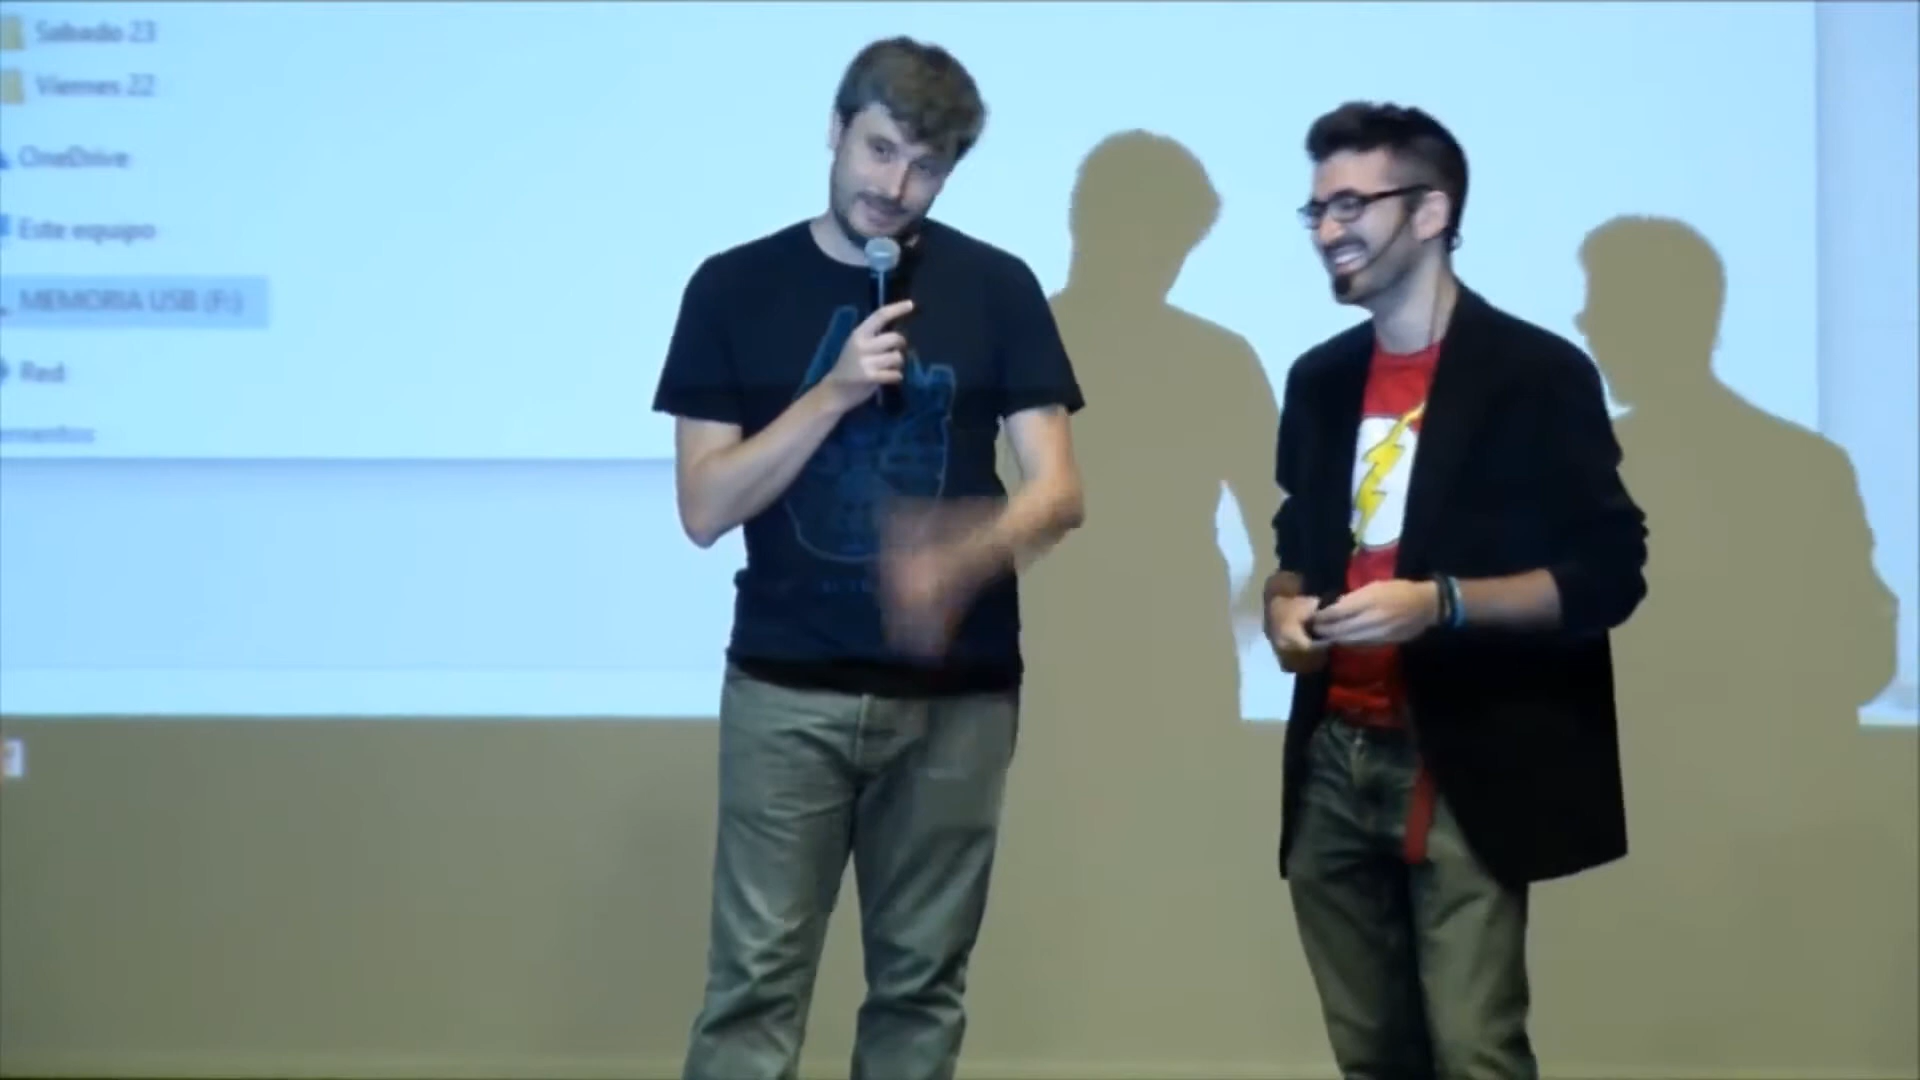 Sabado 23
Viernes 22
OneDrive
Este equipo
MEMORIA USB (F:)
Red